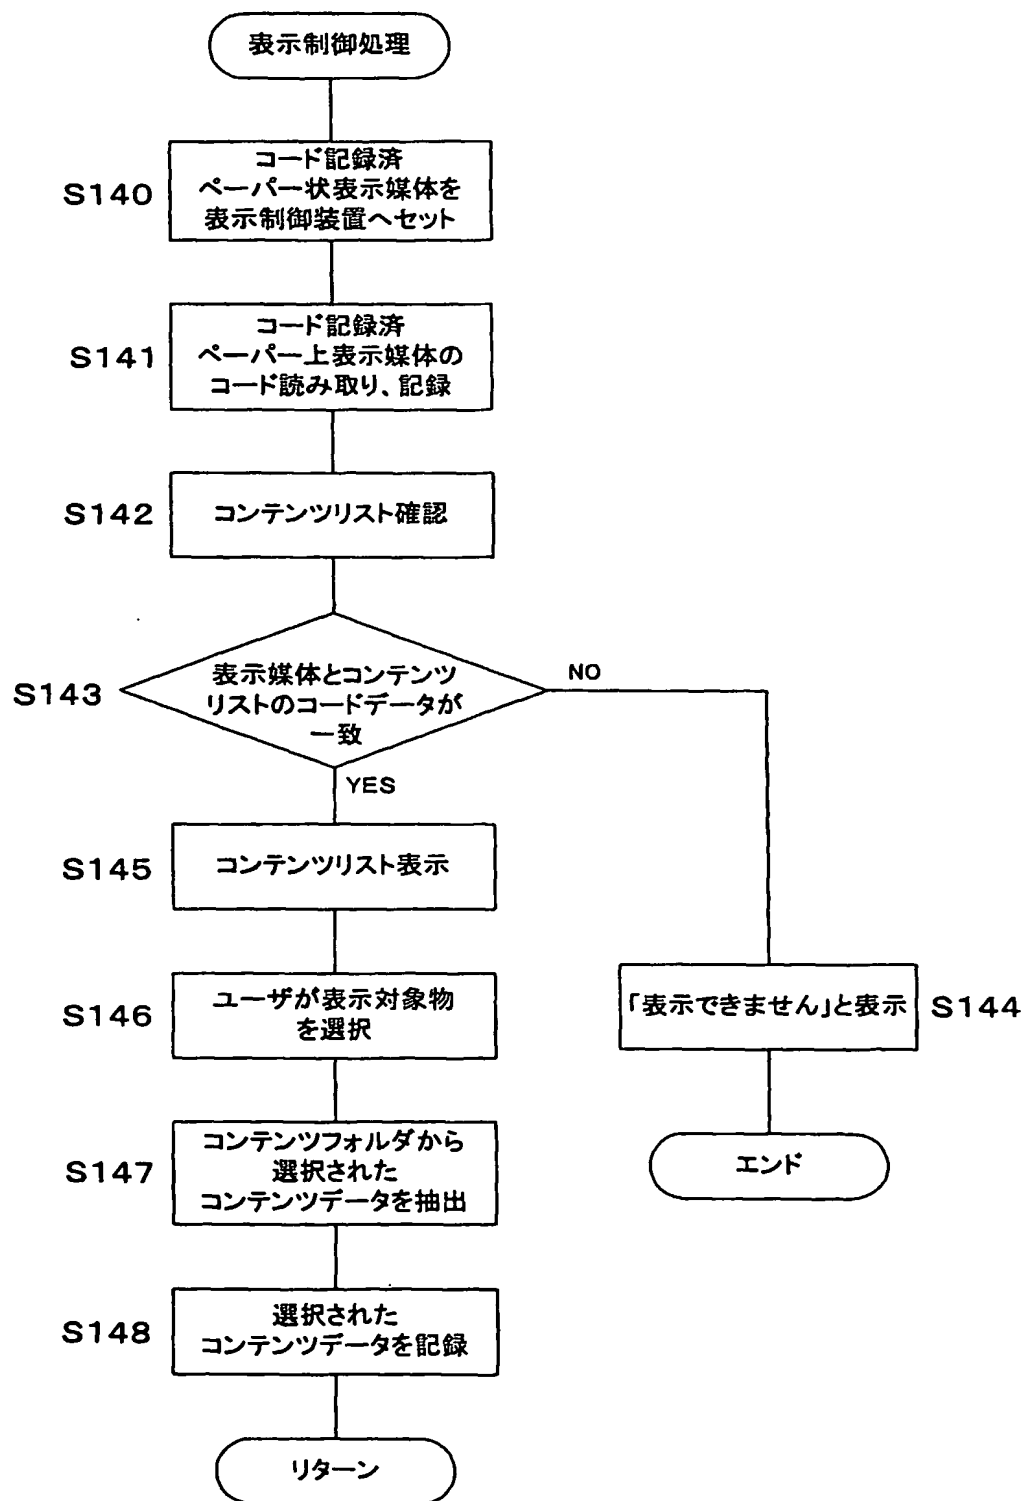 表示制御処理
S140
コード記録済
ペーパー状表示媒体を
表示制御装置へセット
S141
コード記録済
ペーパー上表示媒体の
コード読み取り、記録
S142
コンテンツリスト確認
S143
表示媒体とコンテンツ
リストのコードデータが
一致
NO
YES
S145
コンテンツリスト表示
S146
ユーザが表示対象物
を選択
「表示できません」と表示
S144
S147
コンテンツフォルダから
選択された
コンテンツデータを抽出
エンド
S148
選択された
コンテンツデータを記録
リターン